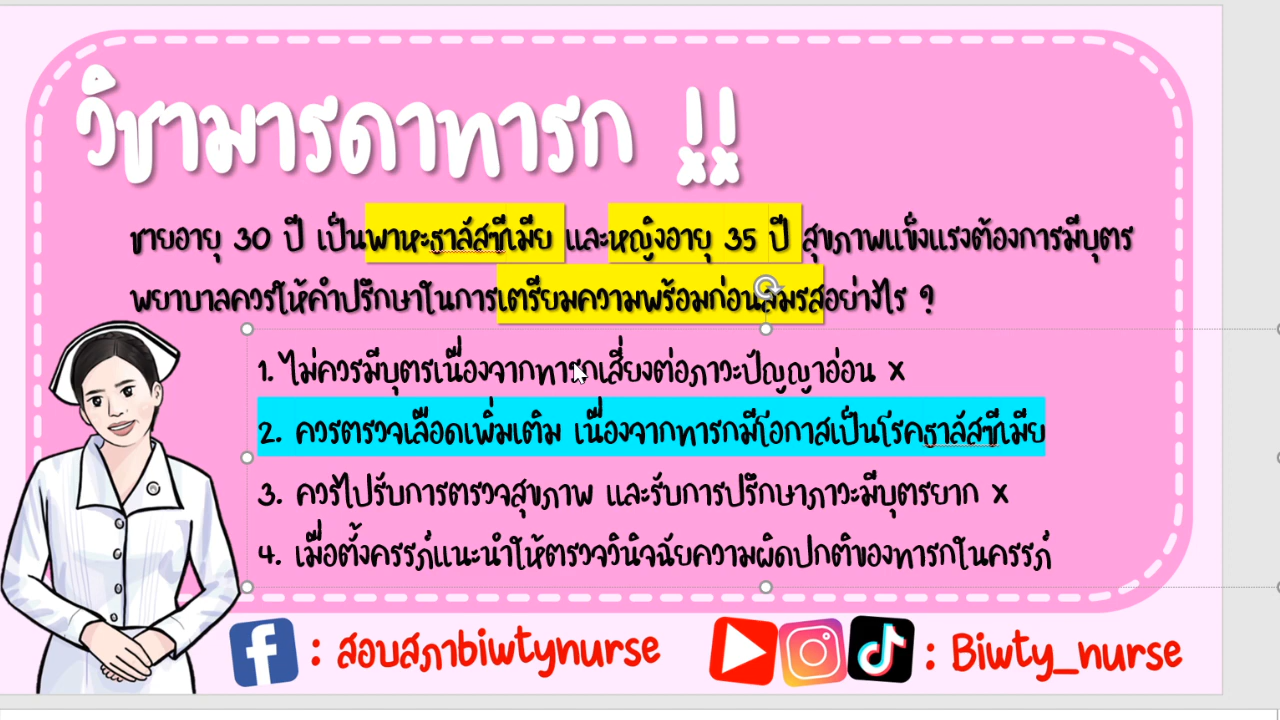 วิชามารดาทารก !!
ชายอายุ 30 ปี เป็นพาหะธาลัสซีเมีย และหญิงอายุ 35 ปี สุขภาพแข็งแรงต้องการมีบุตร
พยาบาลควรให้คำปรึกษาในการเตรียมความพร้อมก่อนสมรสอย่างไร ?
1. ไม่ควรมีบุตรเนื่องจากทารกเสี่ยงต่อภาวะปัญญาอ่อน x
2. ควรตรวจเลือดเพิ่มเติม เนื่องจากทารกมีโอกาสเป็นโรคธาลัสซีเมีย
3. ควรไปรับการตรวจสุขภาพ และรับการปรึกษาภาวะมีบุตรยาก x
4. เมื่อตั้งครรภ์แนะนำให้ตรวจวินิจฉัยความผิดปกติของทารกในครรภ์
: สอบสภาbiwtynurse
: Biwty_nurse